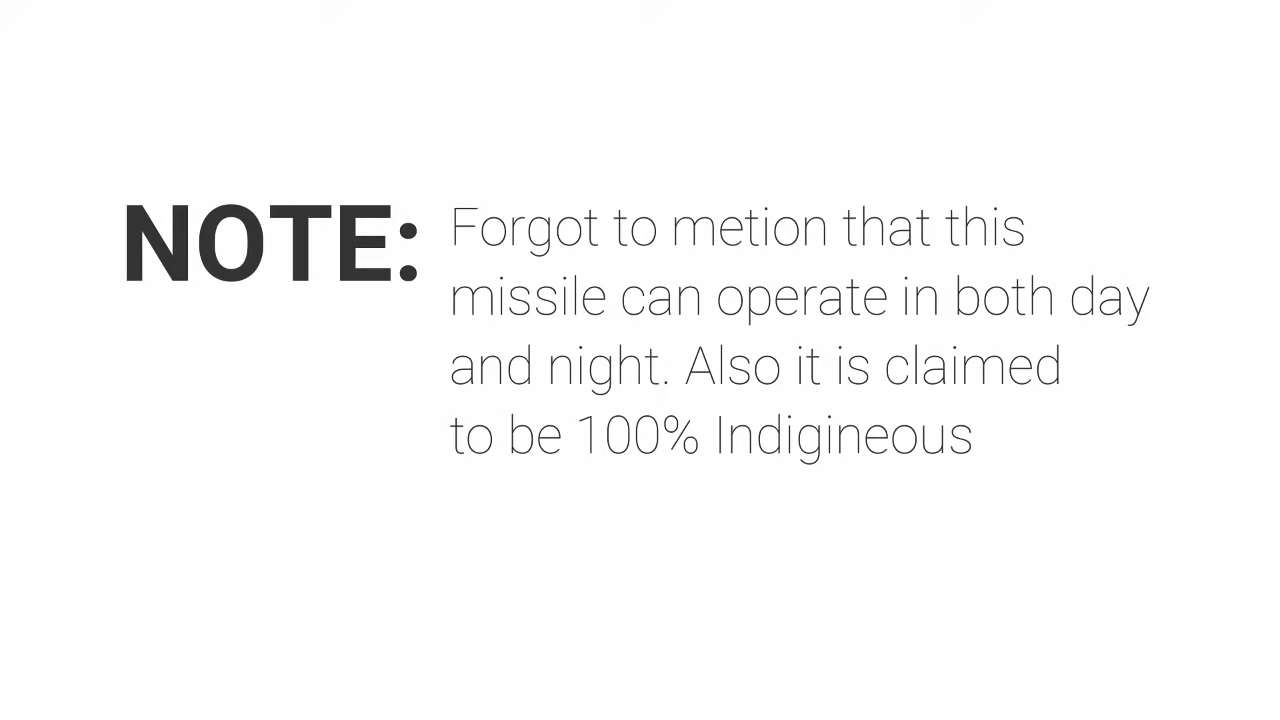 NOTE: Forgot to metion that this
missile can operate in both day
and night. Also it is claimed
to be 100% Indigineous